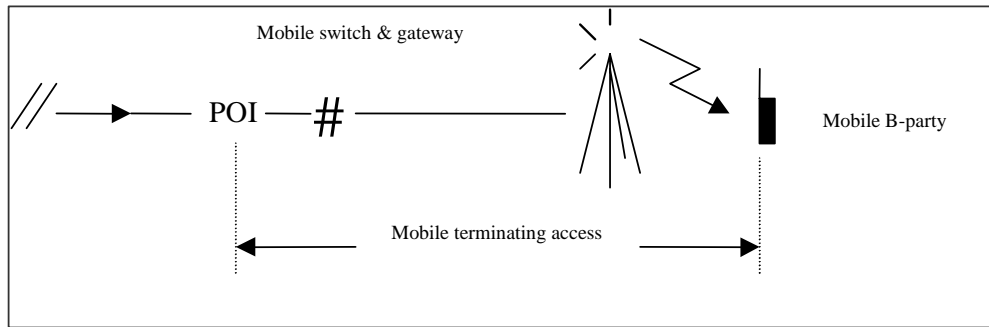 Mobile switch & gateway
POI #
Mobile B-party
Mobile terminating access